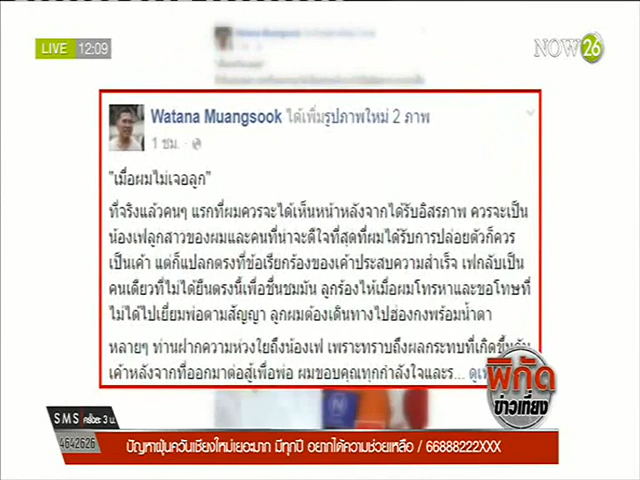 LIVE 12:09
NOW26
Watana Muangsook
Watana Muangsook ได้เพิ่มรูปภาพใหม่ 2 ภาพ
1 ชม.
"เมื่อผมไม่เจอลูก"
ที่จริงแล้วคนๆ แรกที่ผมควรจะได้เห็นหน้าหลังจากได้รับอิสรภาพ ควรจะเป็น
น้องเฟลูกสาวของผมและคนที่น่าจะดีใจที่สุดที่ผมได้รับการปล่อยตัวก็ควร
เป็นเค้า แต่ก็แปลกตรงที่ข้อเรียกร้องของเค้าประสบความสำเร็จ เฟกลับเป็น
คนเดียวที่ไม่ได้ยืนตรงนี้เพื่อชื่นชมมัน ลูกร้องไห้เมื่อผมโทรหาและขอโทษที่
ไม่ได้ไปเยี่ยมพ่อตามสัญญา ลูกผมต้องเดินทางไปฮ่องกงพร้อมน้ำตา
หลายๆ ท่านฝากความห่วงใยถึงน้องเฟ เพราะทราบถึงผลกระทบที่เกิดขึ้นกับ
เค้าหลังจากที่ออกมาต่อสู้เพื่อพ่อ ผมขอบคุณทุกกำลังใจและร...
พิกัด
ข่าวเที่ยง
SMS ครั้งละ 3 บ.
4642626
ปัญหาฝุ่นควันเชียงใหม่เยอะมาก มีทุกปี อยากได้ความช่วยเหลือ / 66888222XXX